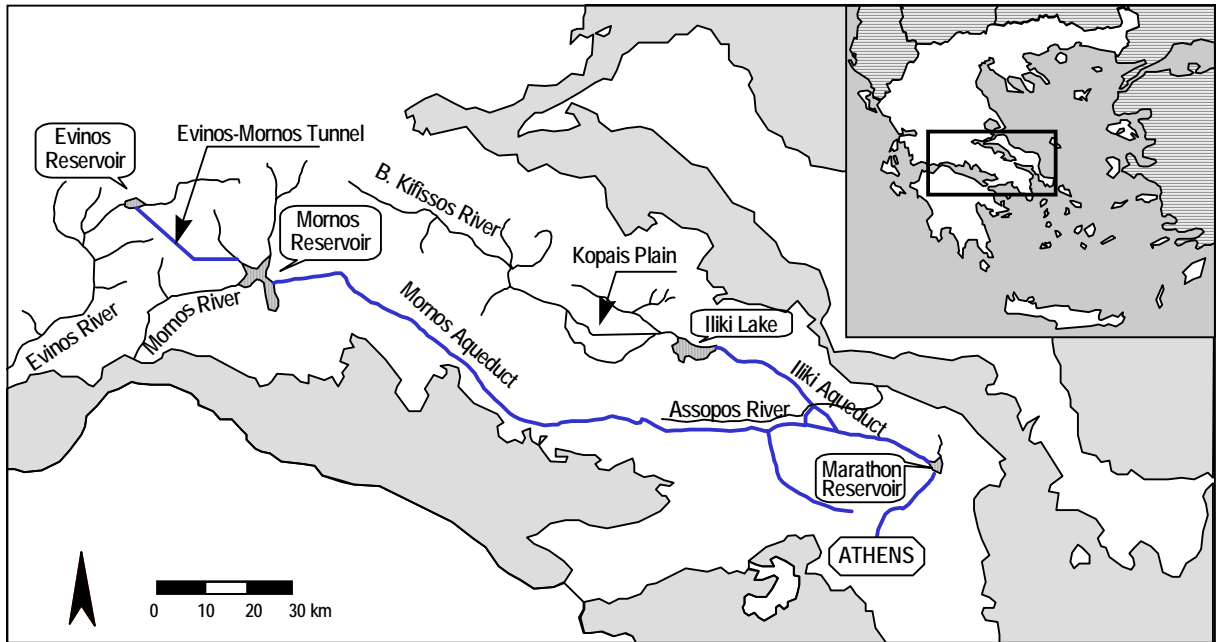 Evinos
Reservoir
Evinos-Mornos Tunnel
Mornos
Reservoir
B. Kifissos River
Kopais Plain
Iliki Lake
Evinos River
Mornos River
Mornos Aqueduct
Iliki Aqueduct
Assopos River
Marathon
Reservoir
ATHENS
0 10 20 30 km